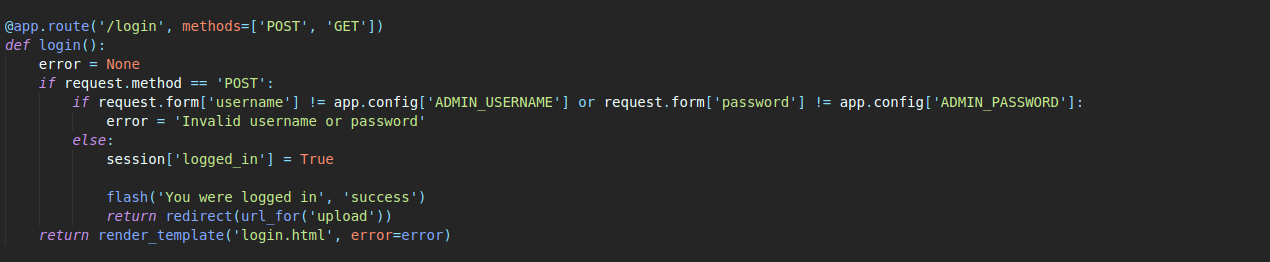 @app.route('/login', methods=['POST', 'GET'])
def login():
    error = None
    if request.method == 'POST':
        if request.form['username'] != app.config['ADMIN_USERNAME'] or request.form['password'] != app.config['ADMIN_PASSWORD']:
            error = 'Invalid username or password'
        else:
            session['logged_in'] = True
            flash('You were logged in', 'success')
            return redirect(url_for('upload'))
    return render_template('login.html', error=error)